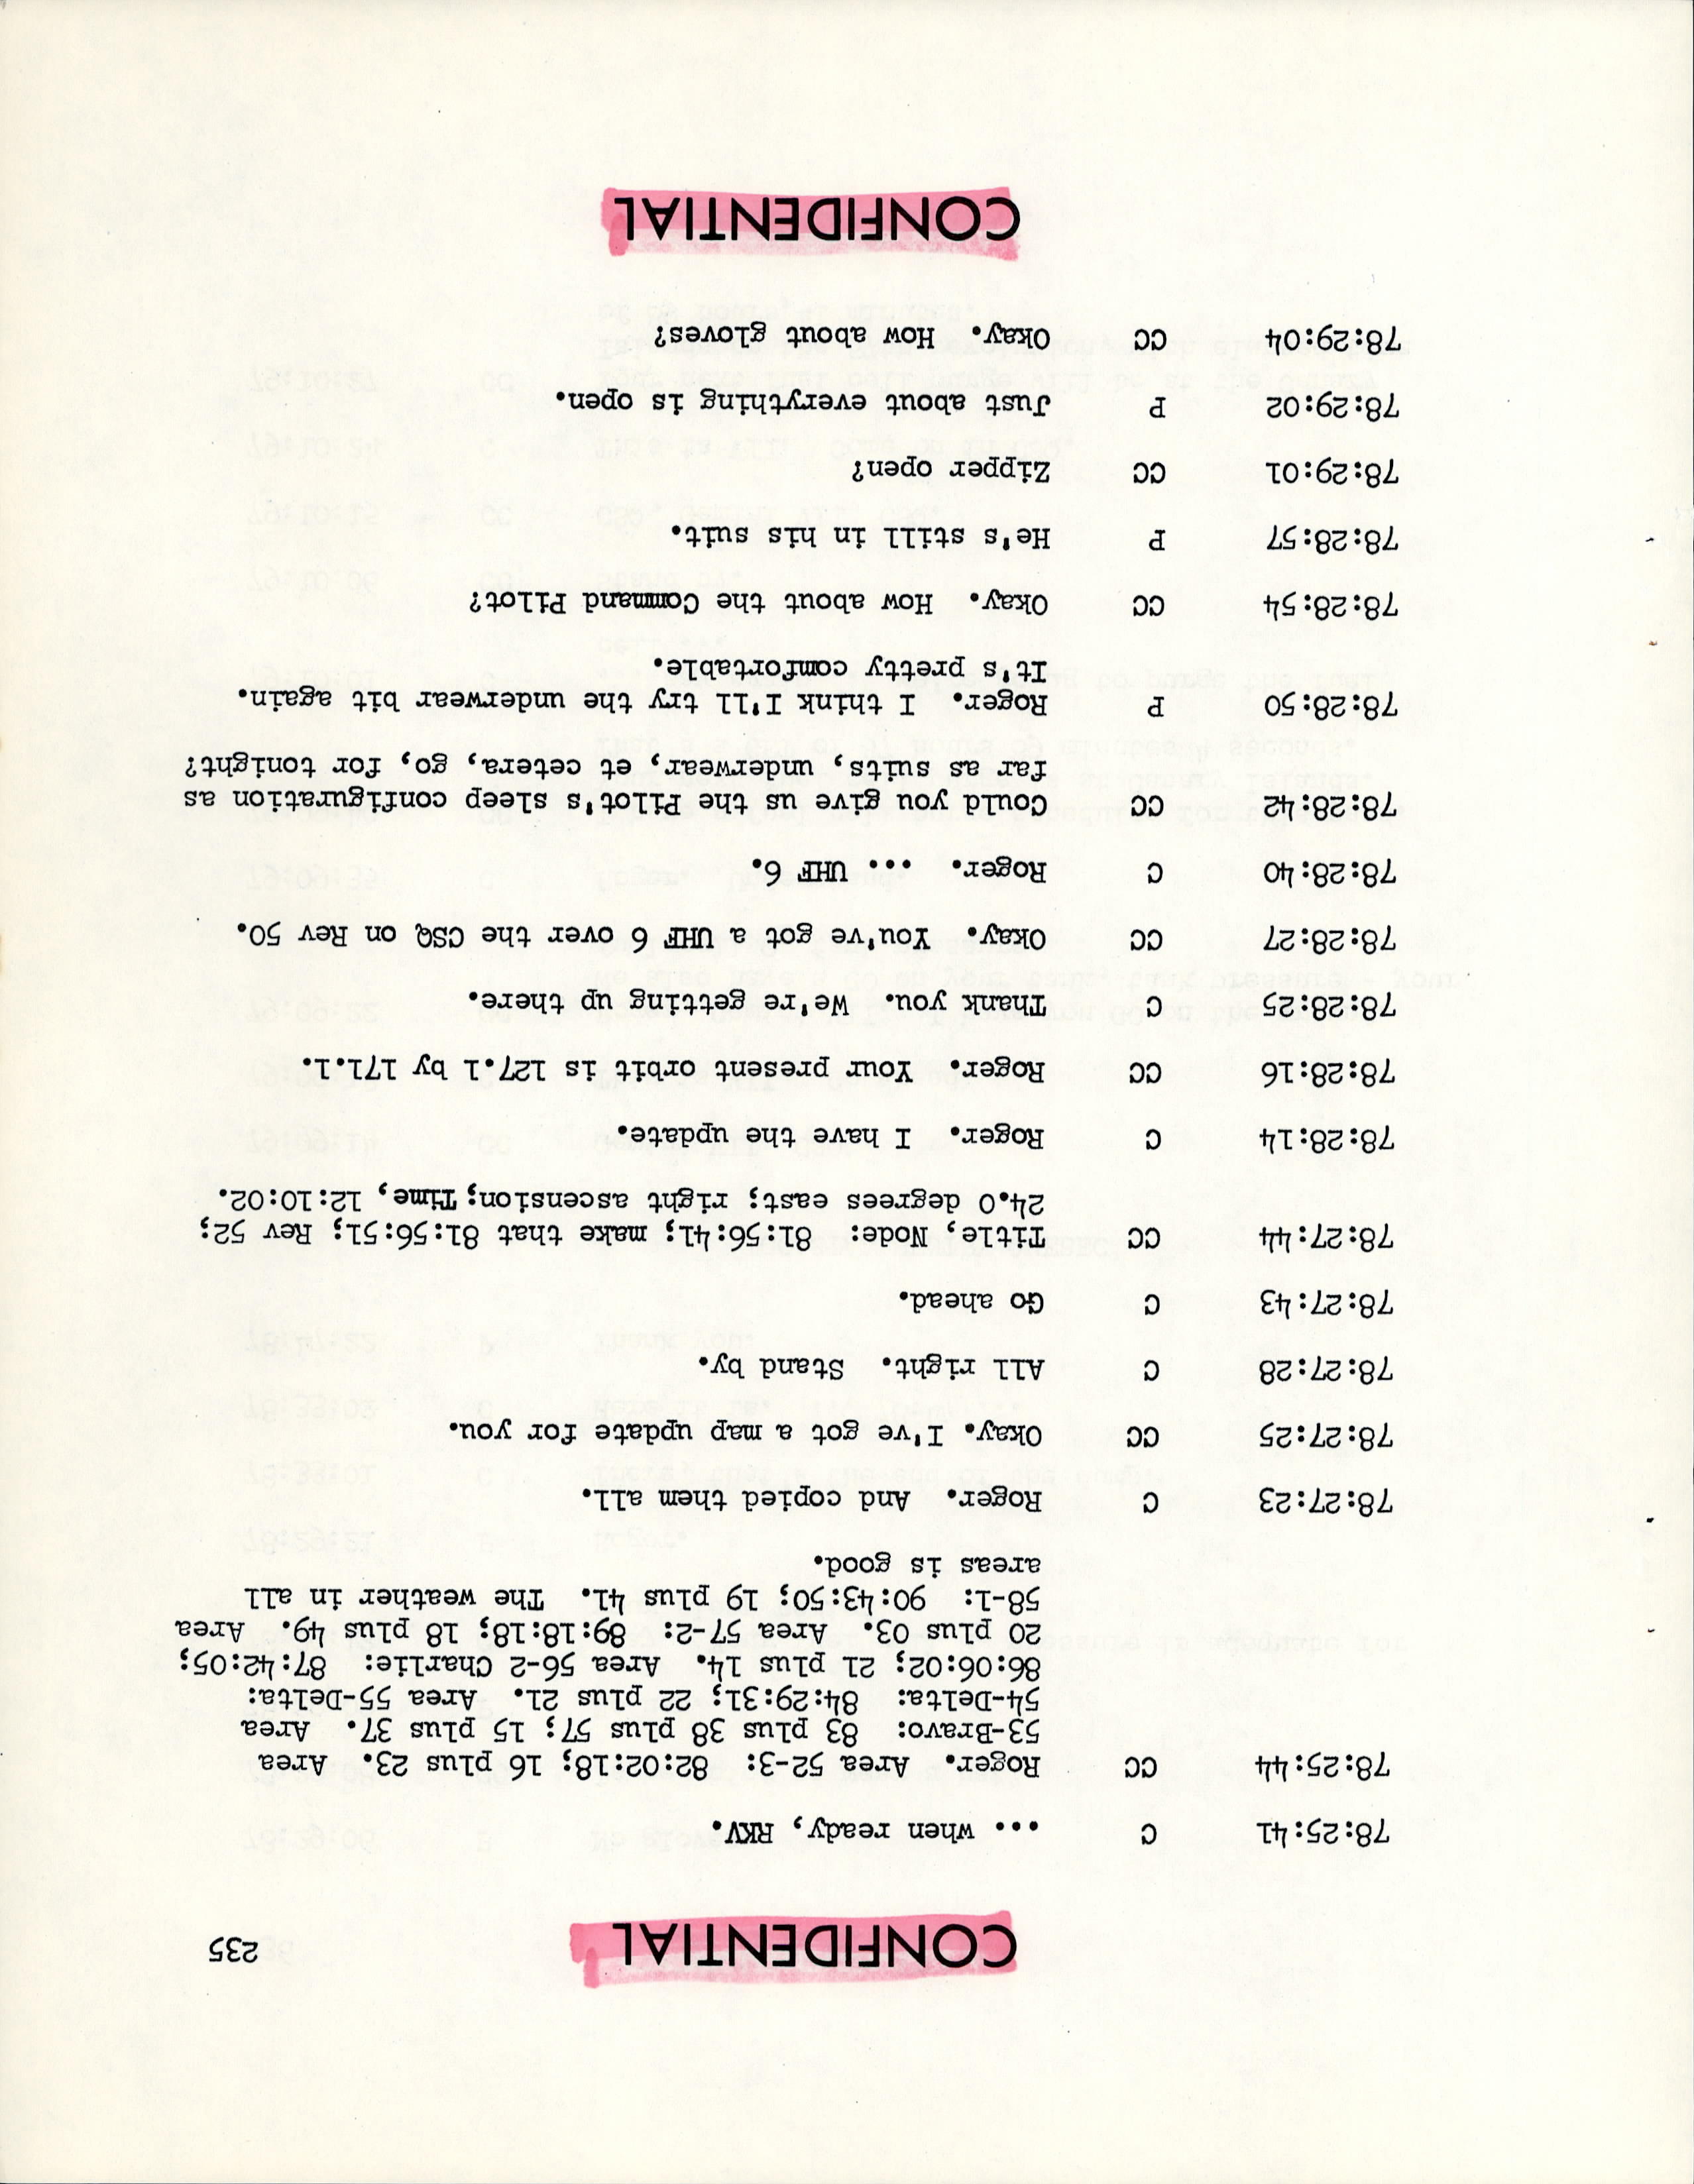 CONFIDENTIAL 235
78:25:41 C ... when ready, RKV.
78:25:44 CC Roger. Area 52-3: 82:02:18; 16 plus 23. Area
53-Bravo: 83 plus 38 plus 57; 15 plus 37. Area
54-Delta: 84:29:31; 22 plus 21. Area 55-Delta:
86:06:02; 21 plus 14. Area 56-2 Charlie: 87:42:05;
20 plus 03. Area 57-2: 89:18:18; 18 plus 49. Area
58-1: 90:43:50; 19 plus 41. The weather in all
areas is good.
78:27:23 C Roger. And copied them all.
78:27:25 CC Okay. I've got a map update for you.
78:27:28 C All right. Stand by.
78:27:43 C Go ahead.
78:27:44 CC Title, Node: 81:56:41; make that 81:56:51; Rev 52;
24.0 degrees east; right ascension; Time, 12:10:02.
78:28:14 C Roger. I have the update.
78:28:16 CC Roger. Your present orbit is 127.1 by 171.1.
78:28:25 C Thank you. We're getting up there.
78:28:27 CC Okay. You've got a UHF 6 over the CSQ on Rev 50.
78:28:40 C Roger. ... UHF 6.
78:28:42 CC Could you give us the Pilot's sleep configuration as
far as suits, underwear, et cetera, go, for tonight?
78:28:50 P Roger. I think I'll try the underwear bit again.
It's pretty comfortable.
78:28:54 CC Okay. How about the Command Pilot?
78:28:57 P He's still in his suit.
78:29:01 CC Zipper open?
78:29:02 P Just about everything is open.
78:29:04 CC Okay. How about gloves?
CONFIDENTIAL